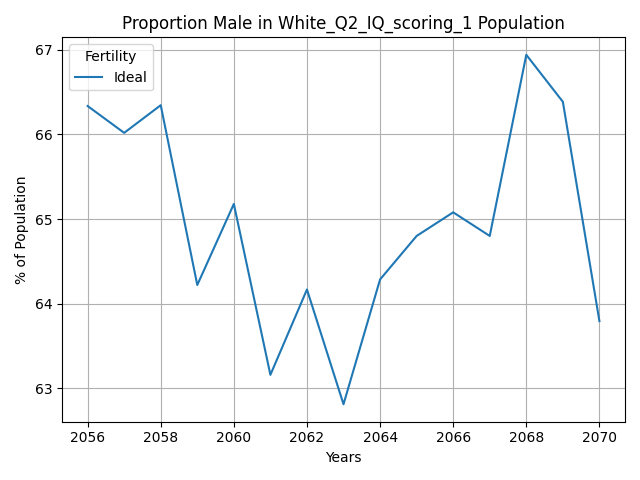 Proportion Male in White_Q2_IQ_scoring_1 Population
Fertility
Ideal
% of Population
67
66
65
64
63
2056 2058 2060 2062 2064 2066 2068 2070
Years